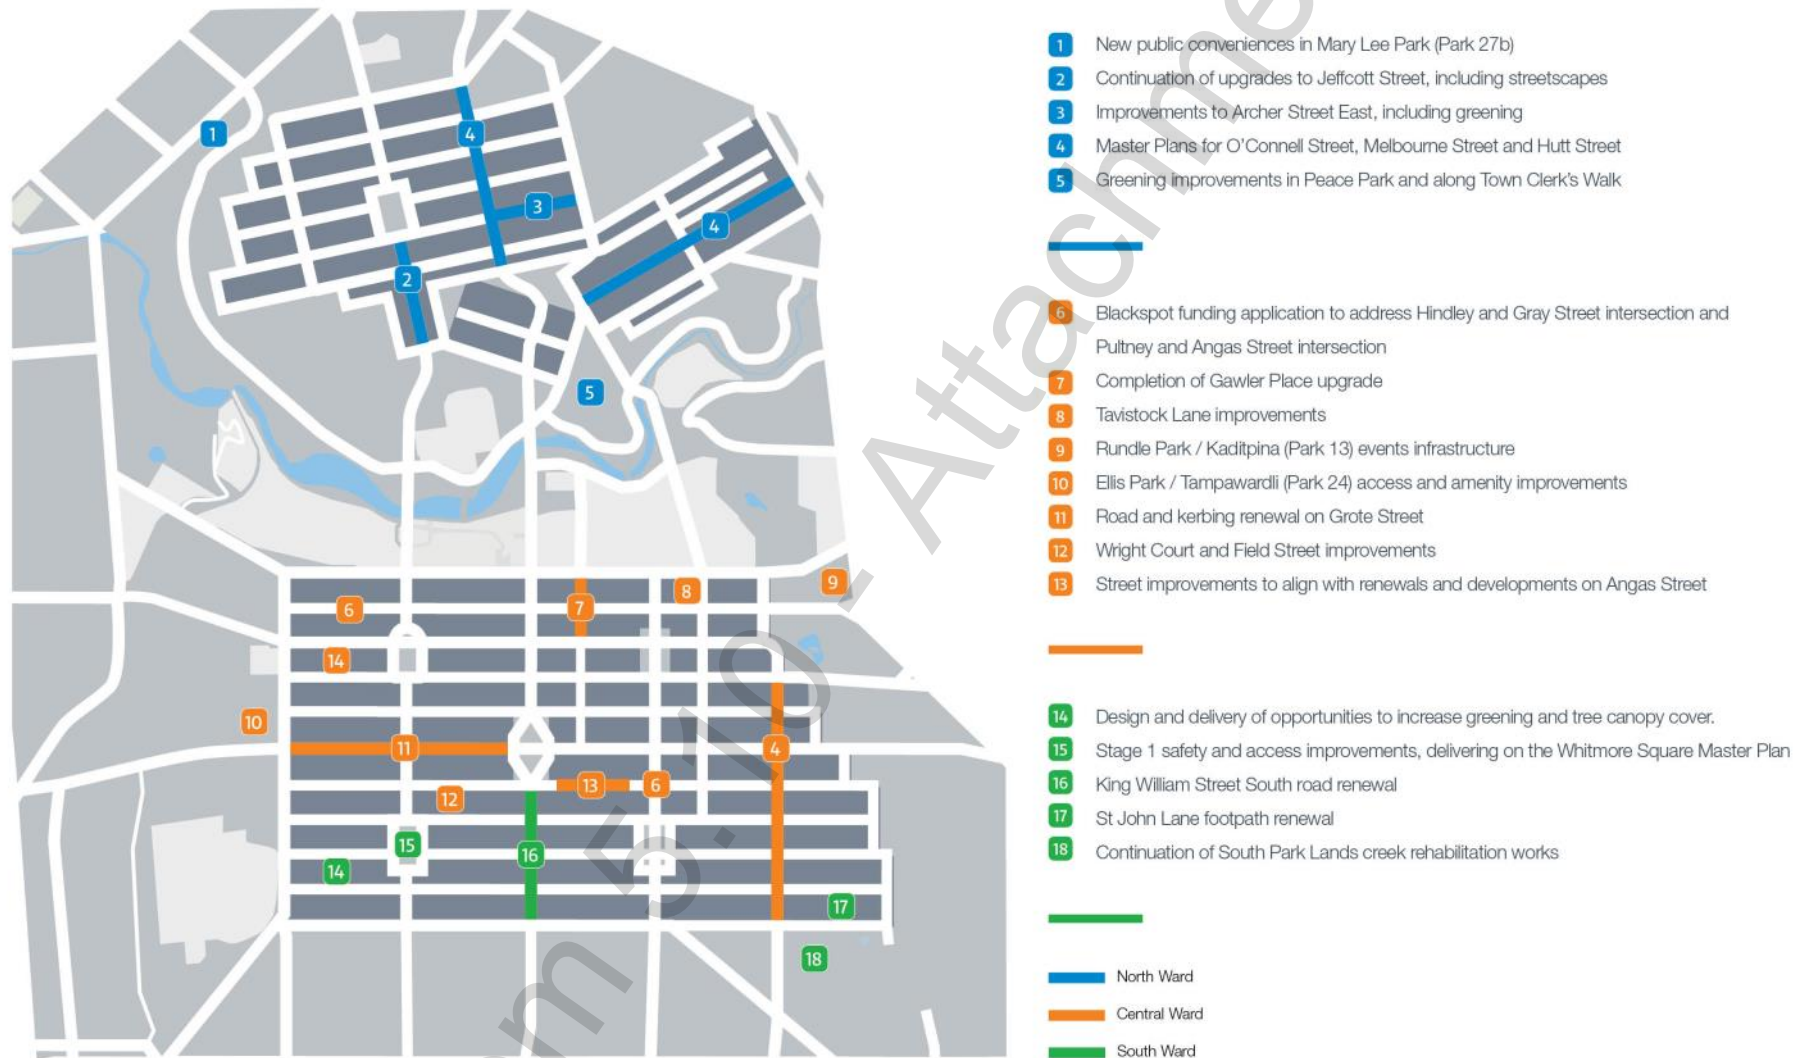 1 New public conveniences in Mary Lee Park (Park 27b)
2 Continuation of upgrades to Jeffcott Street, including streetscapes
3 Improvements to Archer Street East, including greening
4 Master Plans for O'Connell Street, Melbourne Street and Hutt Street
5 Greening improvements in Peace Park and along Town Clerk's Walk
6 Blackspot funding application to address Hindley and Gray Street intersection and
Pultney and Angas Street intersection
7 Completion of Gawler Place upgrade
8 Tavistock Lane improvements
9 Rundle Park / Kaditpina (Park 13) events infrastructure
10 Ellis Park / Tampawardli (Park 24) access and amenity improvements
11 Road and kerbing renewal on Grote Street
12 Wright Court and Field Street improvements
13 Street improvements to align with renewals and developments on Angas Street
14 Design and delivery of opportunities to increase greening and tree canopy cover.
15 Stage 1 safety and access improvements, delivering on the Whitmore Square Master Plan
16 King William Street South road renewal
17 St John Lane footpath renewal
18 Continuation of South Park Lands creek rehabilitation works
North Ward
Central Ward
South Ward
1
4
3
4
2
5
6
7
8
9
14
10
11
4
12
13
6
15
16
14
17
18
5.10 - Attachme